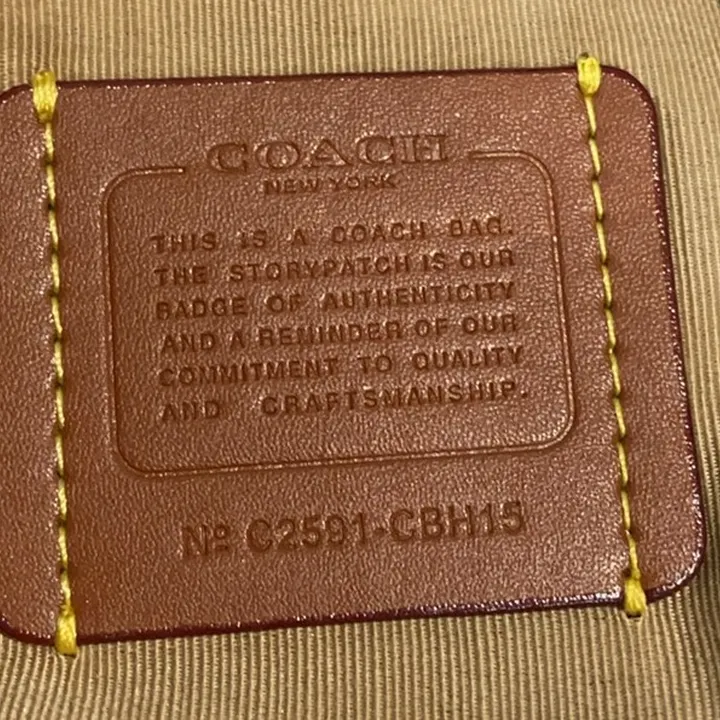 COACH
NEW YORK
THIS IS A COACH BAG.
THE STORYPATCH IS OUR
BADGE OF AUTHENTICITY
AND A REMINDER OF OUR
COMMITMENT TO QUALITY
AND CRAFTSMANSHIP.
Nº C2591-CBH15